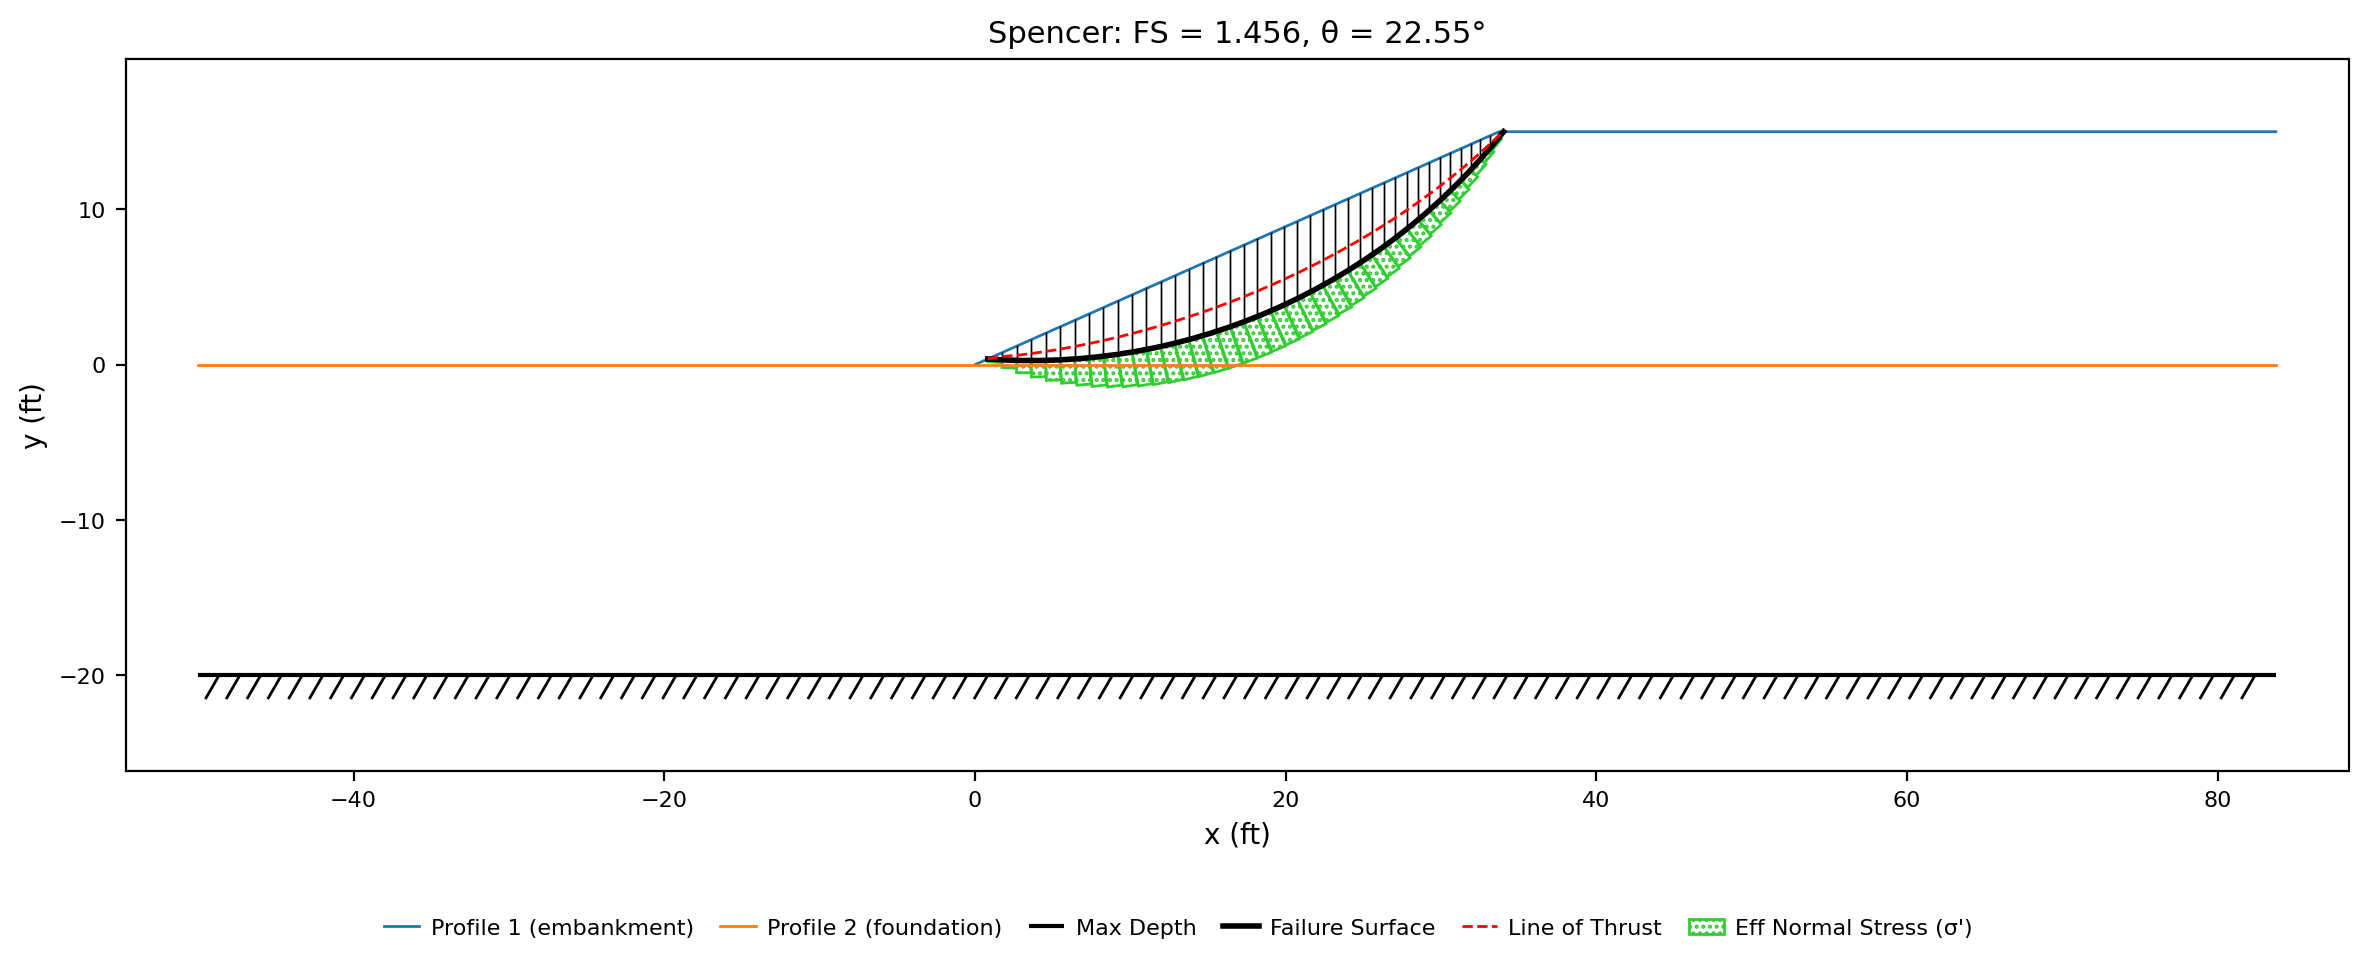 Spencer: FS = 1.456, θ = 22.55°
y (ft)
10
0
−10
−20
−40
−20
0
20
40
60
80
x (ft)
Profile 1 (embankment)
Profile 2 (foundation)
Max Depth
Failure Surface
Line of Thrust
Eff Normal Stress (σ')